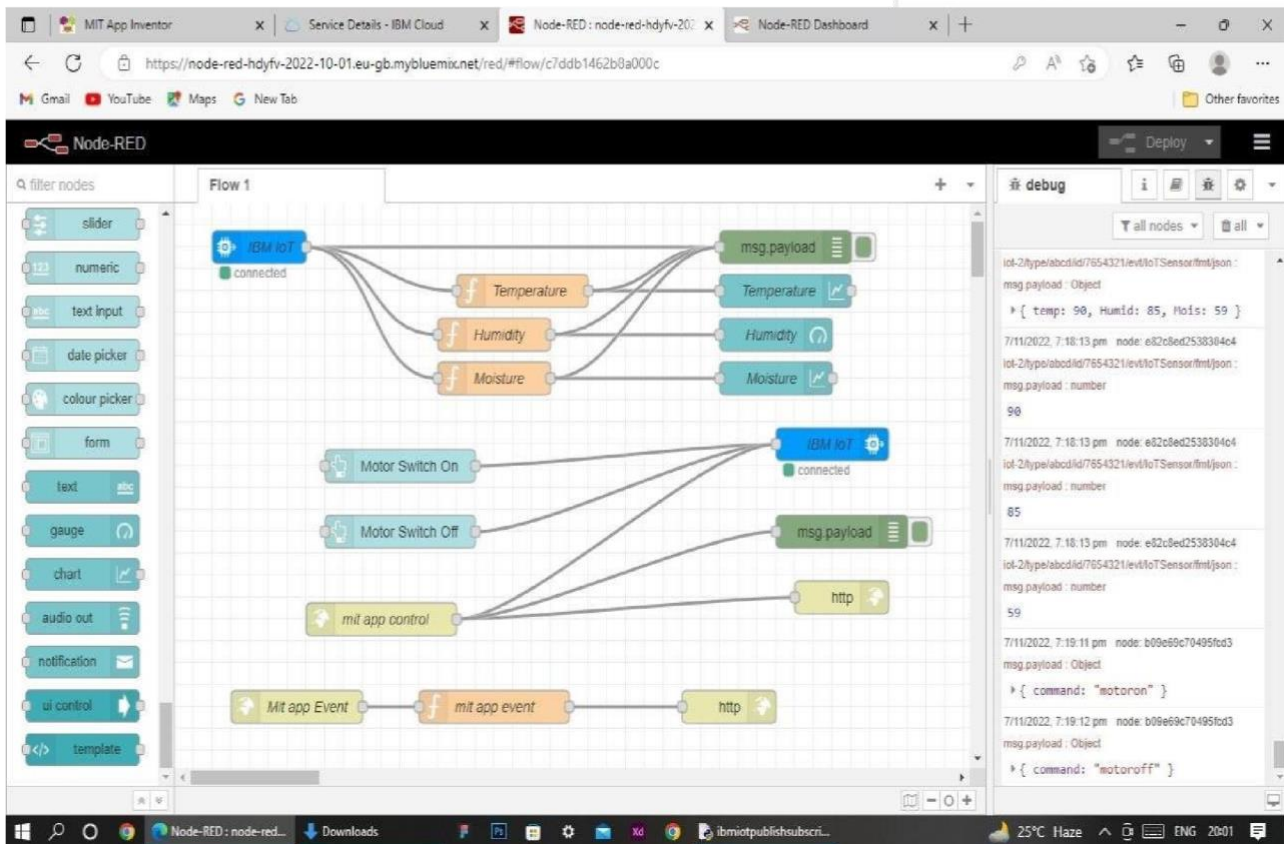 MIT App Inventor
Service Details - IBM Cloud
Node-RED : node-red-hdyfv-202
Node-RED Dashboard
https://node-red-hdyfv-2022-10-01.eu-gb.mybluemix.net/red/#flow/c7ddb1462b8a000c
Gmail YouTube Maps New Tab Other favorites
Node-RED Deploy
filter nodes
Flow 1
debug
all nodes all
slider
numeric
text input
date picker
colour picker
form
text
gauge
chart
audio out
notification
ui control
template
IBM IoT
connected
msg.payload
Temperature
Temperature
Humidity
Humidity
Moisture
Moisture
Motor Switch On
IBM IoT
connected
Motor Switch Off
msg.payload
mit app control
http
Mit app Event
mit app event
http
iot-2/type/abcd/id/7654321/evt/IoTSensor/fmt/json :
msg.payload : Object
{ temp: 90, Humid: 85, Mois: 59 }
7/11/2022, 7:18:13 pm node: e82c8ed2538304c4
iot-2/type/abcd/id/7654321/evt/IoTSensor/fmt/json :
msg.payload : number
90
7/11/2022, 7:18:13 pm node: e82c8ed2538304c4
iot-2/type/abcd/id/7654321/evt/IoTSensor/fmt/json :
msg.payload : number
85
7/11/2022, 7:18:13 pm node: e82c8ed2538304c4
iot-2/type/abcd/id/7654321/evt/IoTSensor/fmt/json :
msg.payload : number
59
7/11/2022, 7:19:11 pm node: b09e69c70495fcd3
msg.payload : Object
{ command: "motoron" }
7/11/2022, 7:19:12 pm node: b09e69c70495fcd3
msg.payload : Object
{ command: "motoroff" }
Node-RED : node-red... Downloads ibmiotpublishsubscri... 25°C Haze ENG 20:01